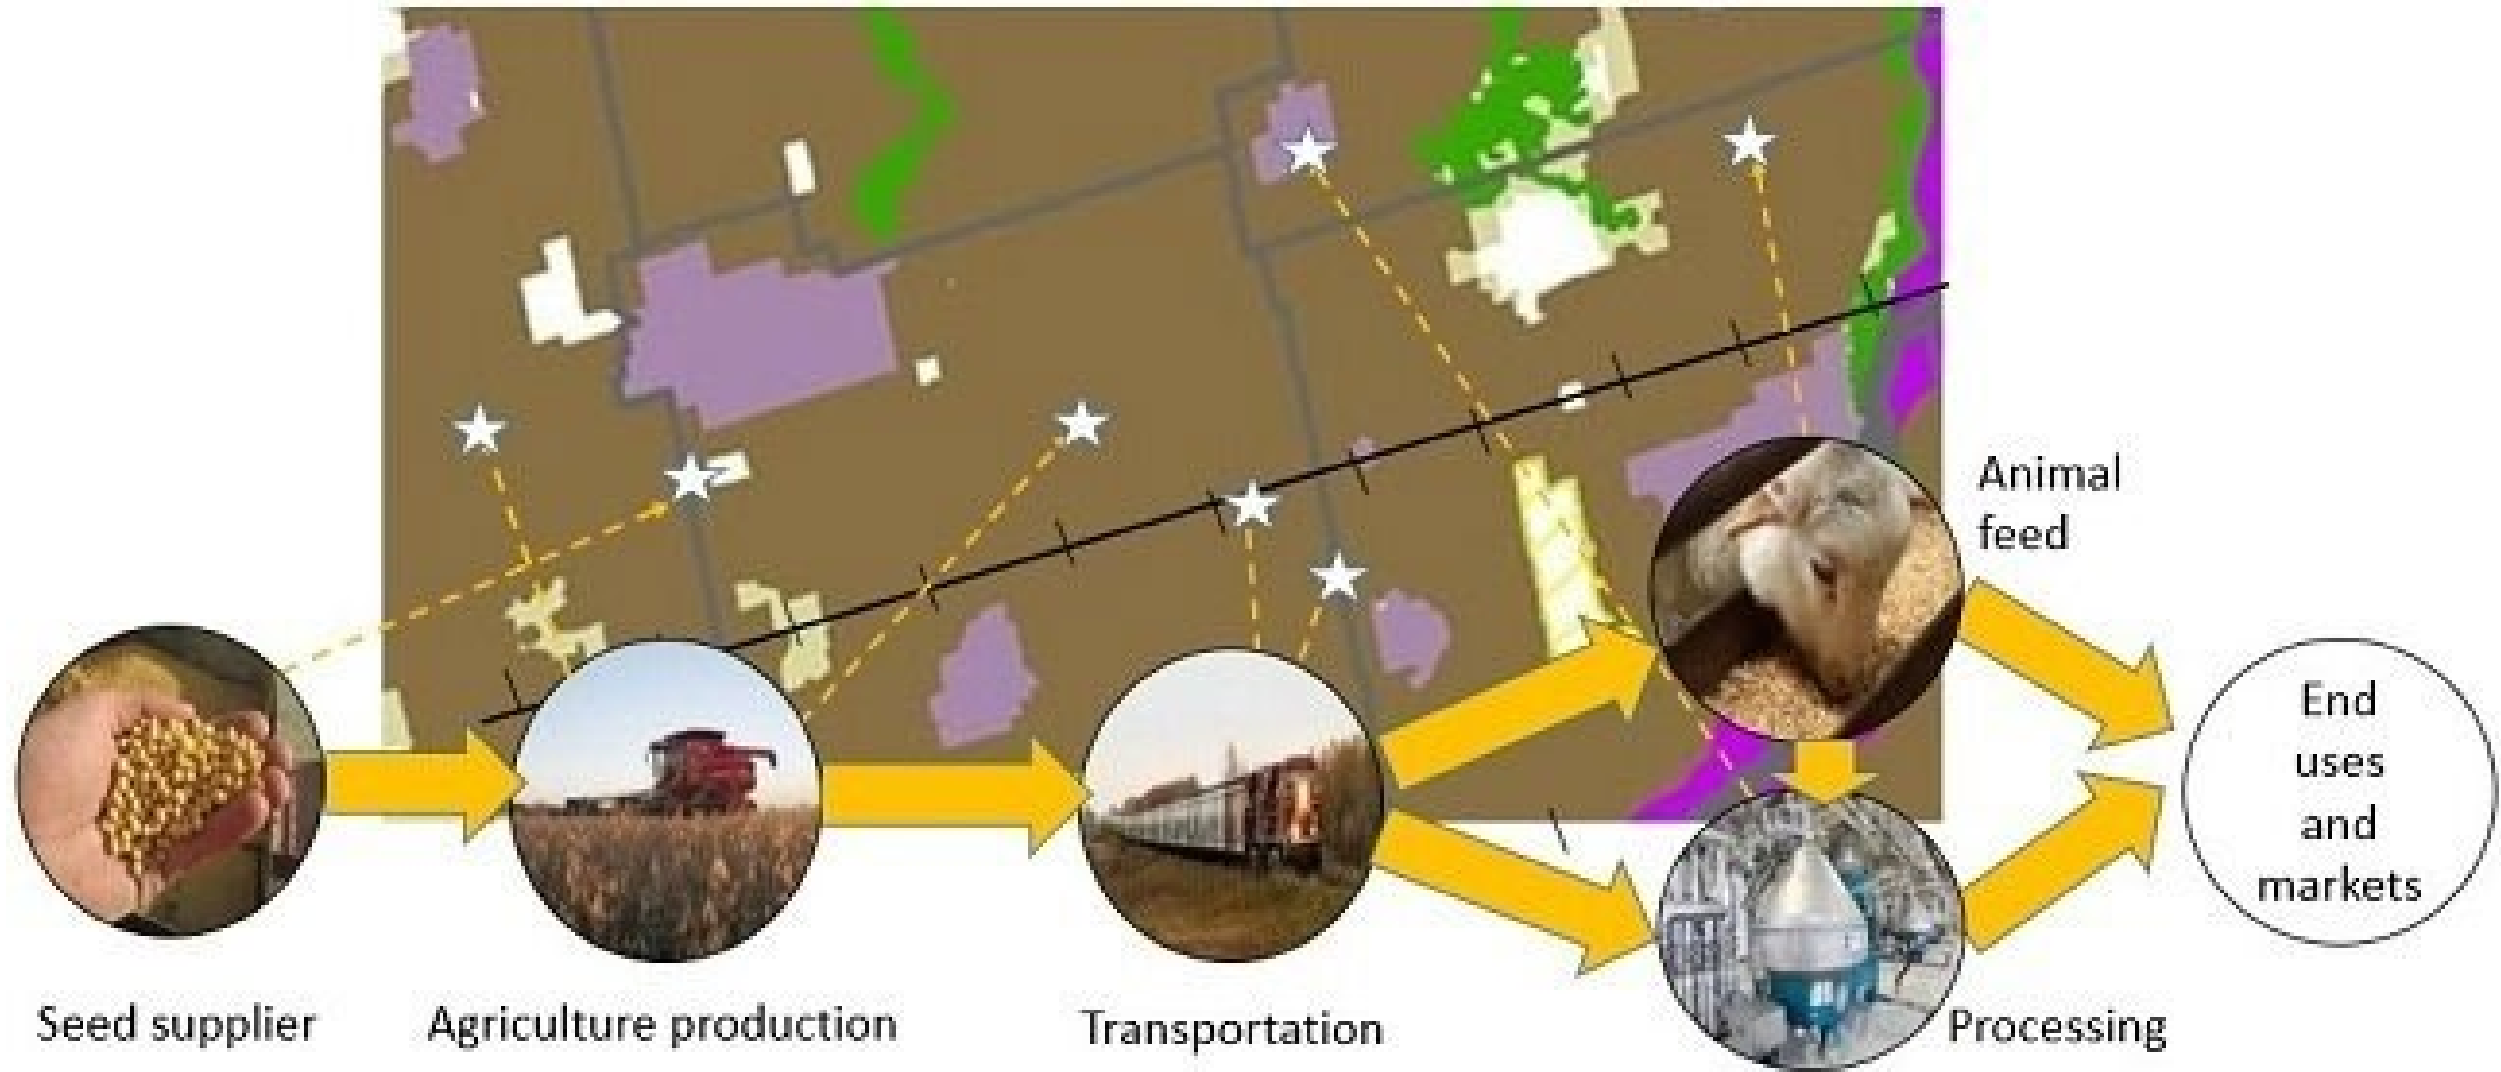 Animal
feed
End
uses
and
markets
Seed supplier
Agriculture production
Transportation
Processing